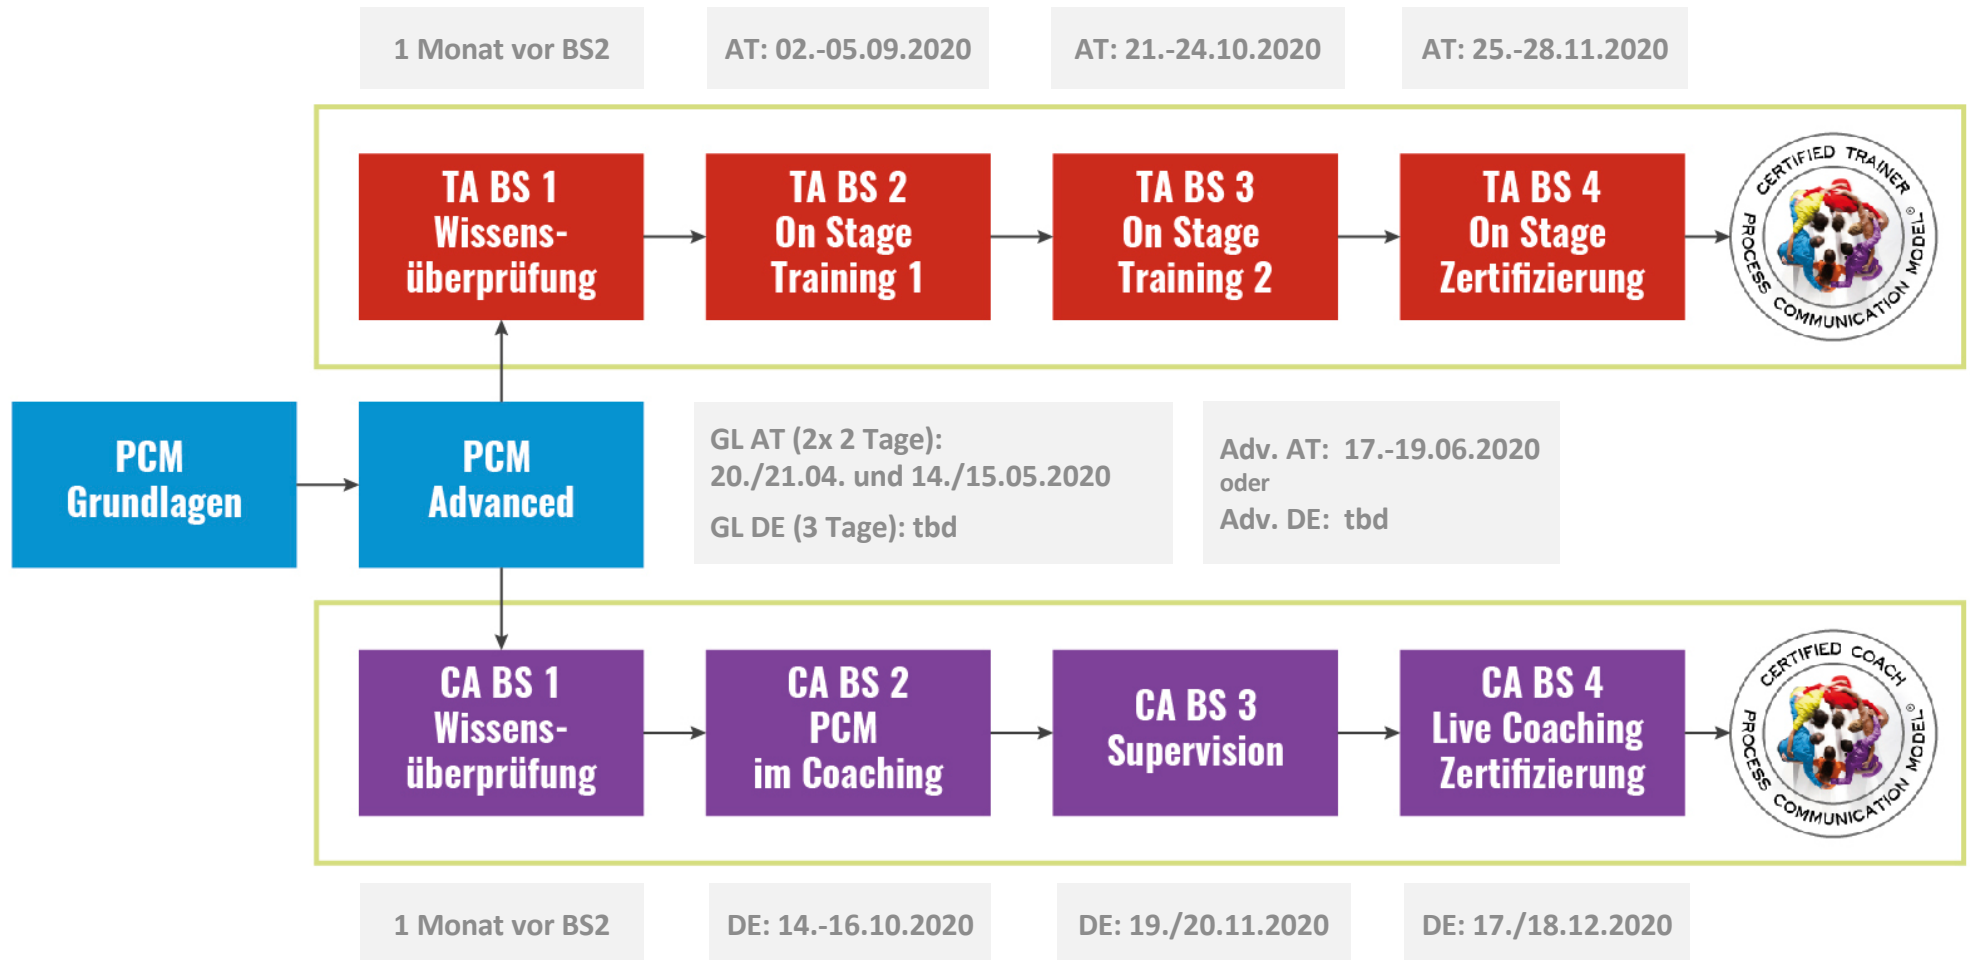 1 Monat vor BS2
AT: 02.-05.09.2020
AT: 21.-24.10.2020
AT: 25.-28.11.2020
TA BS 1
Wissens-
überprüfung
TA BS 2
On Stage
Training 1
TA BS 3
On Stage
Training 2
TA BS 4
On Stage
Zertifizierung
CERTIFIED TRAINER
PROCESS COMMUNICATION MODEL®
PCM
Grundlagen
PCM
Advanced
GL AT (2x 2 Tage):
20./21.04. und 14./15.05.2020
GL DE (3 Tage): tbd
Adv. AT: 17.-19.06.2020
oder
Adv. DE: tbd
CA BS 1
Wissens-
überprüfung
CA BS 2
PCM
im Coaching
CA BS 3
Supervision
CA BS 4
Live Coaching
Zertifizierung
CERTIFIED COACH
PROCESS COMMUNICATION MODEL®
1 Monat vor BS2
DE: 14.-16.10.2020
DE: 19./20.11.2020
DE: 17./18.12.2020